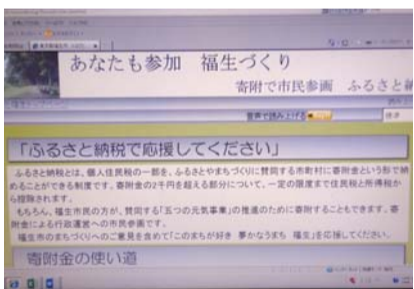 あなたも参加 福生づくり
寄附で市民参画 ふるさと納
音声で読み上げる
「ふるさと納税で応援してください」
ふるさと納税とは、個人住民税の一部を、ふるさとやまちづくりに賛同する市町村に寄附金という形で納
めることができる制度です。寄附金の2千円を超える部分について、一定の限度まで住民税と所得税か
ら控除されます。
もちろん、福生市民の方が、賛同する「五つの元気事業」の推進のために寄附することもできます。寄
附金による行政運営への市民参画です。
福生市のまちづくりへのご意見を含めて「このまちが好き 夢かなうまち 福生」を応援してください。
寄附金の使い道